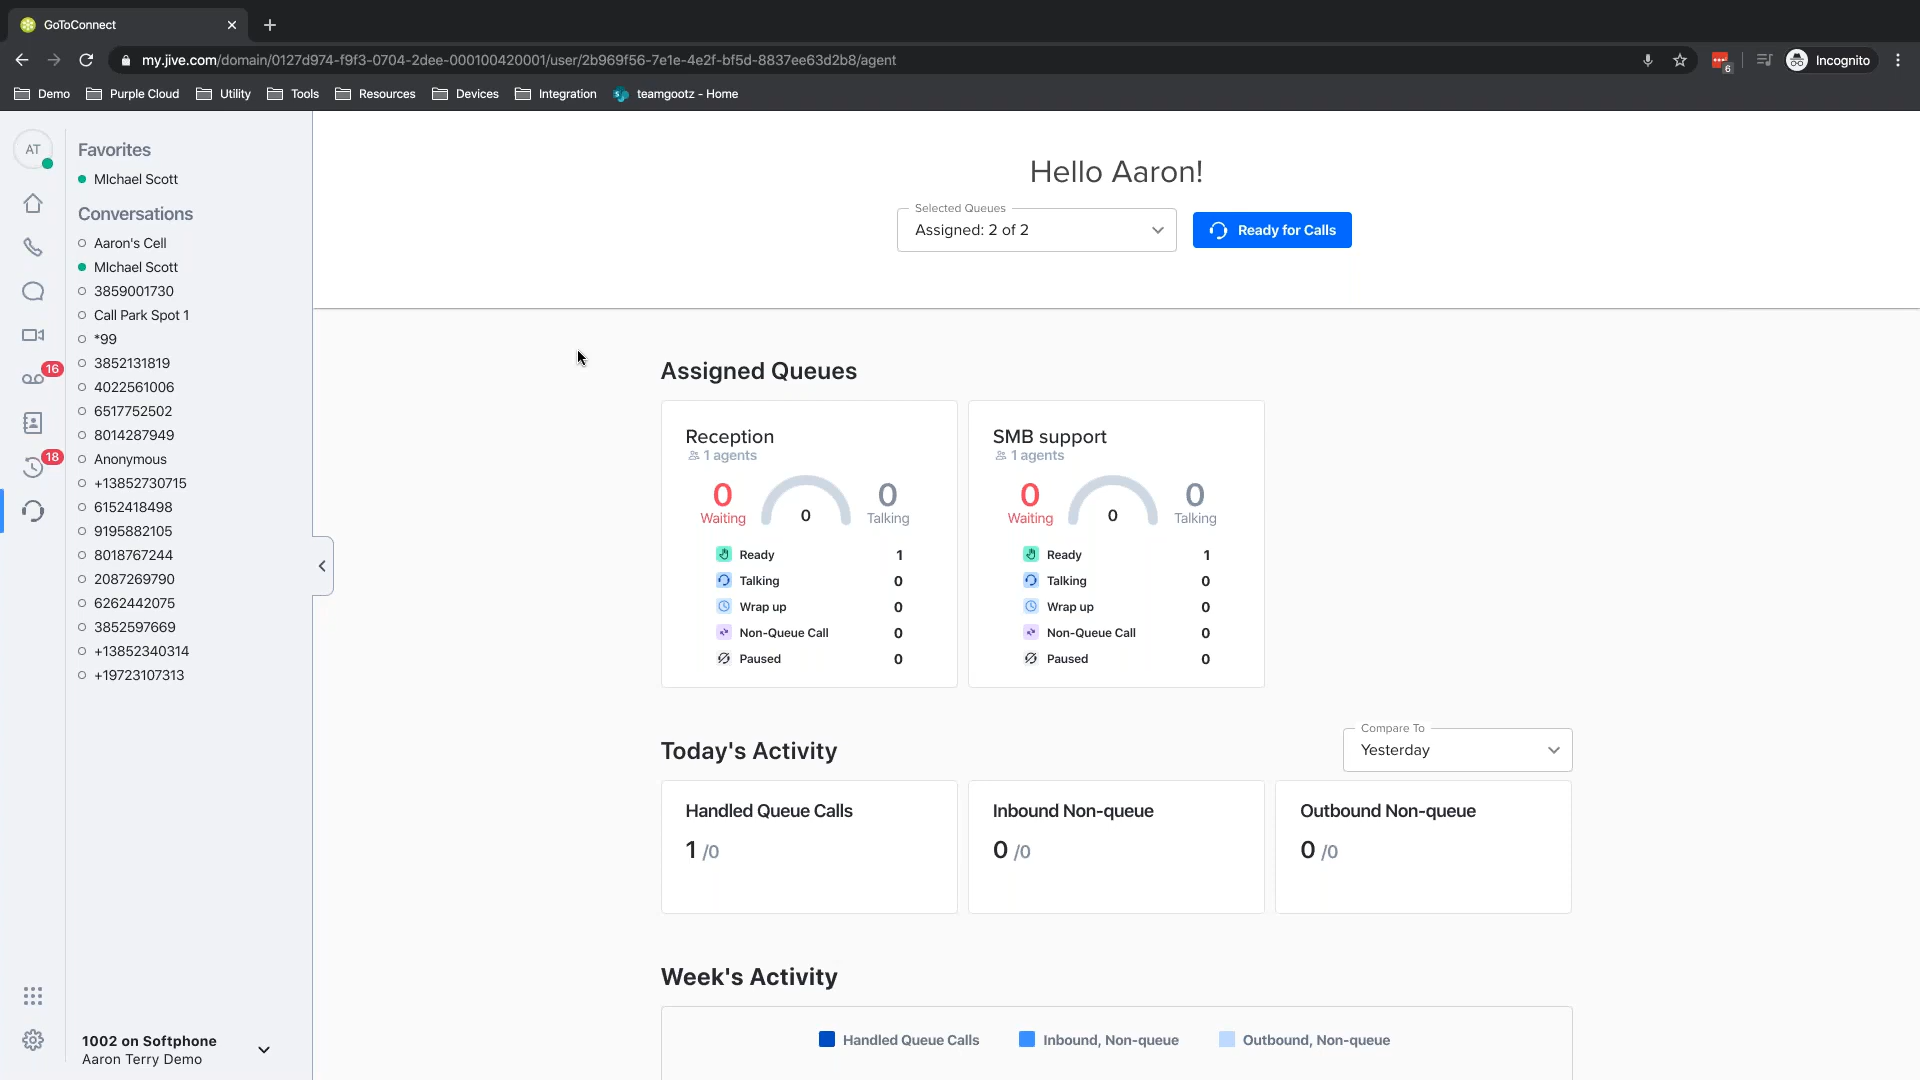 GoToConnect
my.jive.com/domain/0127d974-f9f3-0704-2dee-000100420001/user/2b969f56-7e1e-4e2f-bf5d-8837ee63d2b8/agent
6
Incognito
Demo
Purple Cloud
Utility
Tools
Resources
Devices
Integration
teamgootz - Home
AT
16
18
Favorites
MIchael Scott
Conversations
Aaron's Cell
MIchael Scott
3859001730
Call Park Spot 1
*99
3852131819
4022561006
6517752502
8014287949
Anonymous
+13852730715
6152418498
9195882105
8018767244
2087269790
6262442075
3852597669
+13852340314
+19723107313
1002 on Softphone
Aaron Terry Demo
Hello Aaron!
Selected Queues
Assigned: 2 of 2
Ready for Calls
Assigned Queues
Reception
1 agents
0
Waiting
0
0
Talking
Ready 1
Talking 0
Wrap up 0
Non-Queue Call 0
Paused 0
SMB support
1 agents
0
Waiting
0
0
Talking
Ready 1
Talking 0
Wrap up 0
Non-Queue Call 0
Paused 0
Today's Activity
Compare To
Yesterday
Handled Queue Calls
1 /0
Inbound Non-queue
0 /0
Outbound Non-queue
0 /0
Week's Activity
Handled Queue Calls
Inbound, Non-queue
Outbound, Non-queue